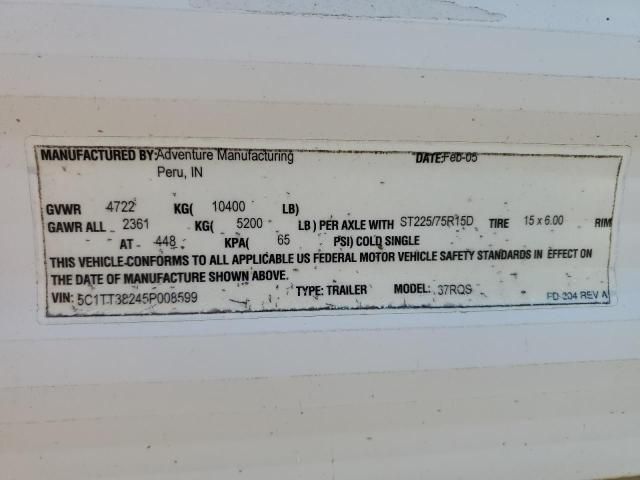 MANUFACTURED BY: Adventure Manufacturing DATE: Feb-05
Peru, IN
GVWR 4722 KG( 10400 LB)
GAWR ALL 2361 KG( 5200 LB) PER AXLE WITH ST225/75R15D TIRE 15 x 6.00 RIM
AT 448 KPA( 65 PSI) COLD SINGLE
THIS VEHICLE CONFORMS TO ALL APPLICABLE US FEDERAL MOTOR VEHICLE SAFETY STANDARDS IN EFFECT ON
THE DATE OF MANUFACTURE SHOWN ABOVE.
VIN: 5C1TT38245P008599 TYPE: TRAILER MODEL: 37RQS FD-204 REV A